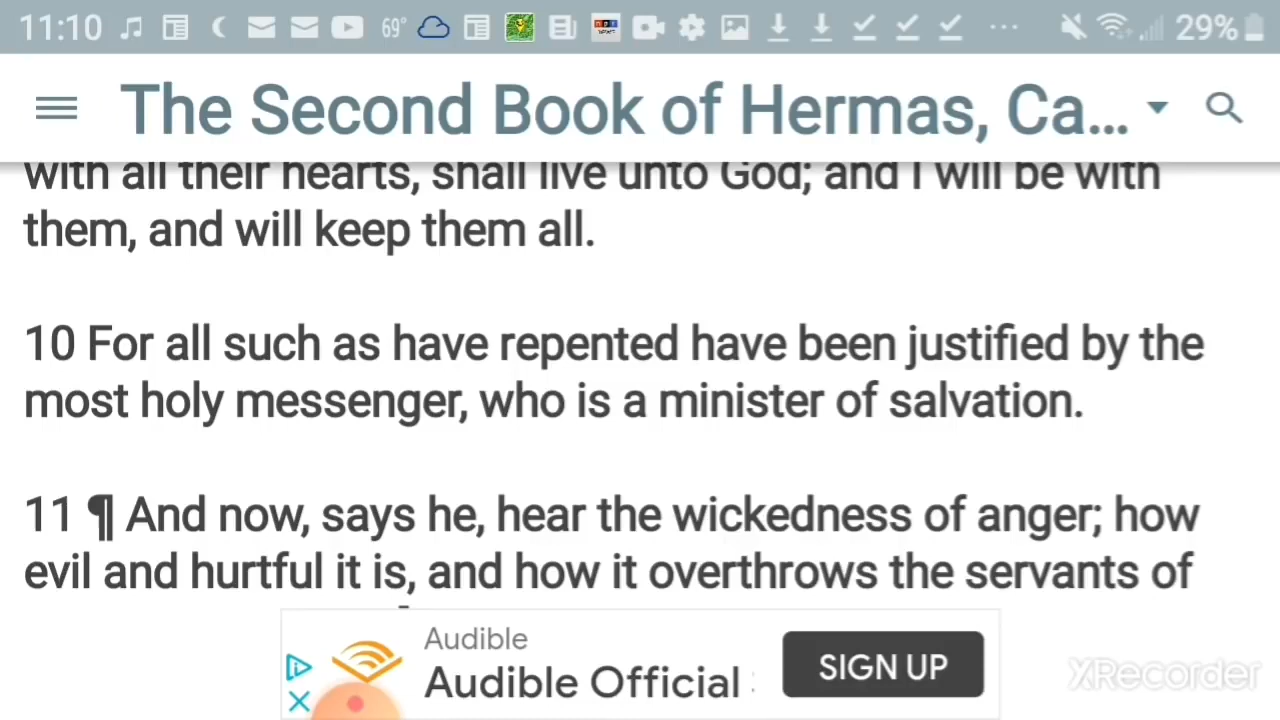 11:10 69° 29%
The Second Book of Hermas, Ca...
with all their hearts, shall live unto God; and I will be with
them, and will keep them all.
10 For all such as have repented have been justified by the
most holy messenger, who is a minister of salvation.
11 ¶ And now, says he, hear the wickedness of anger; how
evil and hurtful it is, and how it overthrows the servants of
Audible
Audible Official
SIGN UP
XRecorder